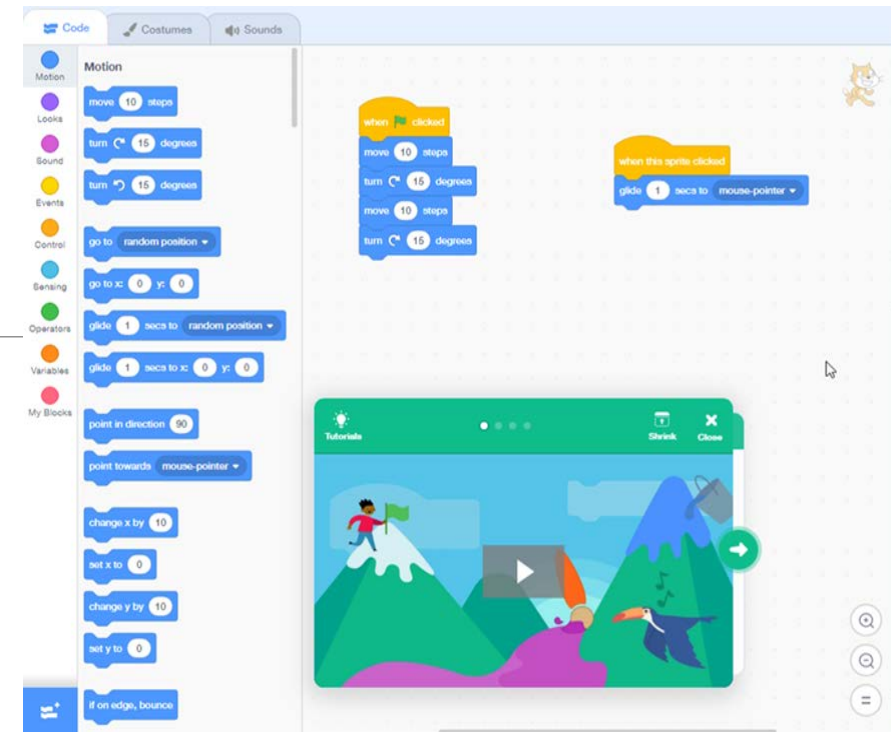 Code
Costumes
Sounds
Motion
Looks
Sound
Events
Control
Sensing
Operators
Variables
My Blocks
Motion
move 10 steps
turn 15 degrees
turn 15 degrees
go to random position
go to x: 0 y: 0
glide 1 secs to random position
glide 1 secs to x: 0 y: 0
point in direction 90
point towards mouse-pointer
change x by 10
set x to 0
change y by 10
set y to 0
if on edge, bounce
when clicked
move 10 steps
turn 15 degrees
move 10 steps
turn 15 degrees
when this sprite clicked
glide 1 secs to mouse-pointer
Tutorials
Shrink
Close